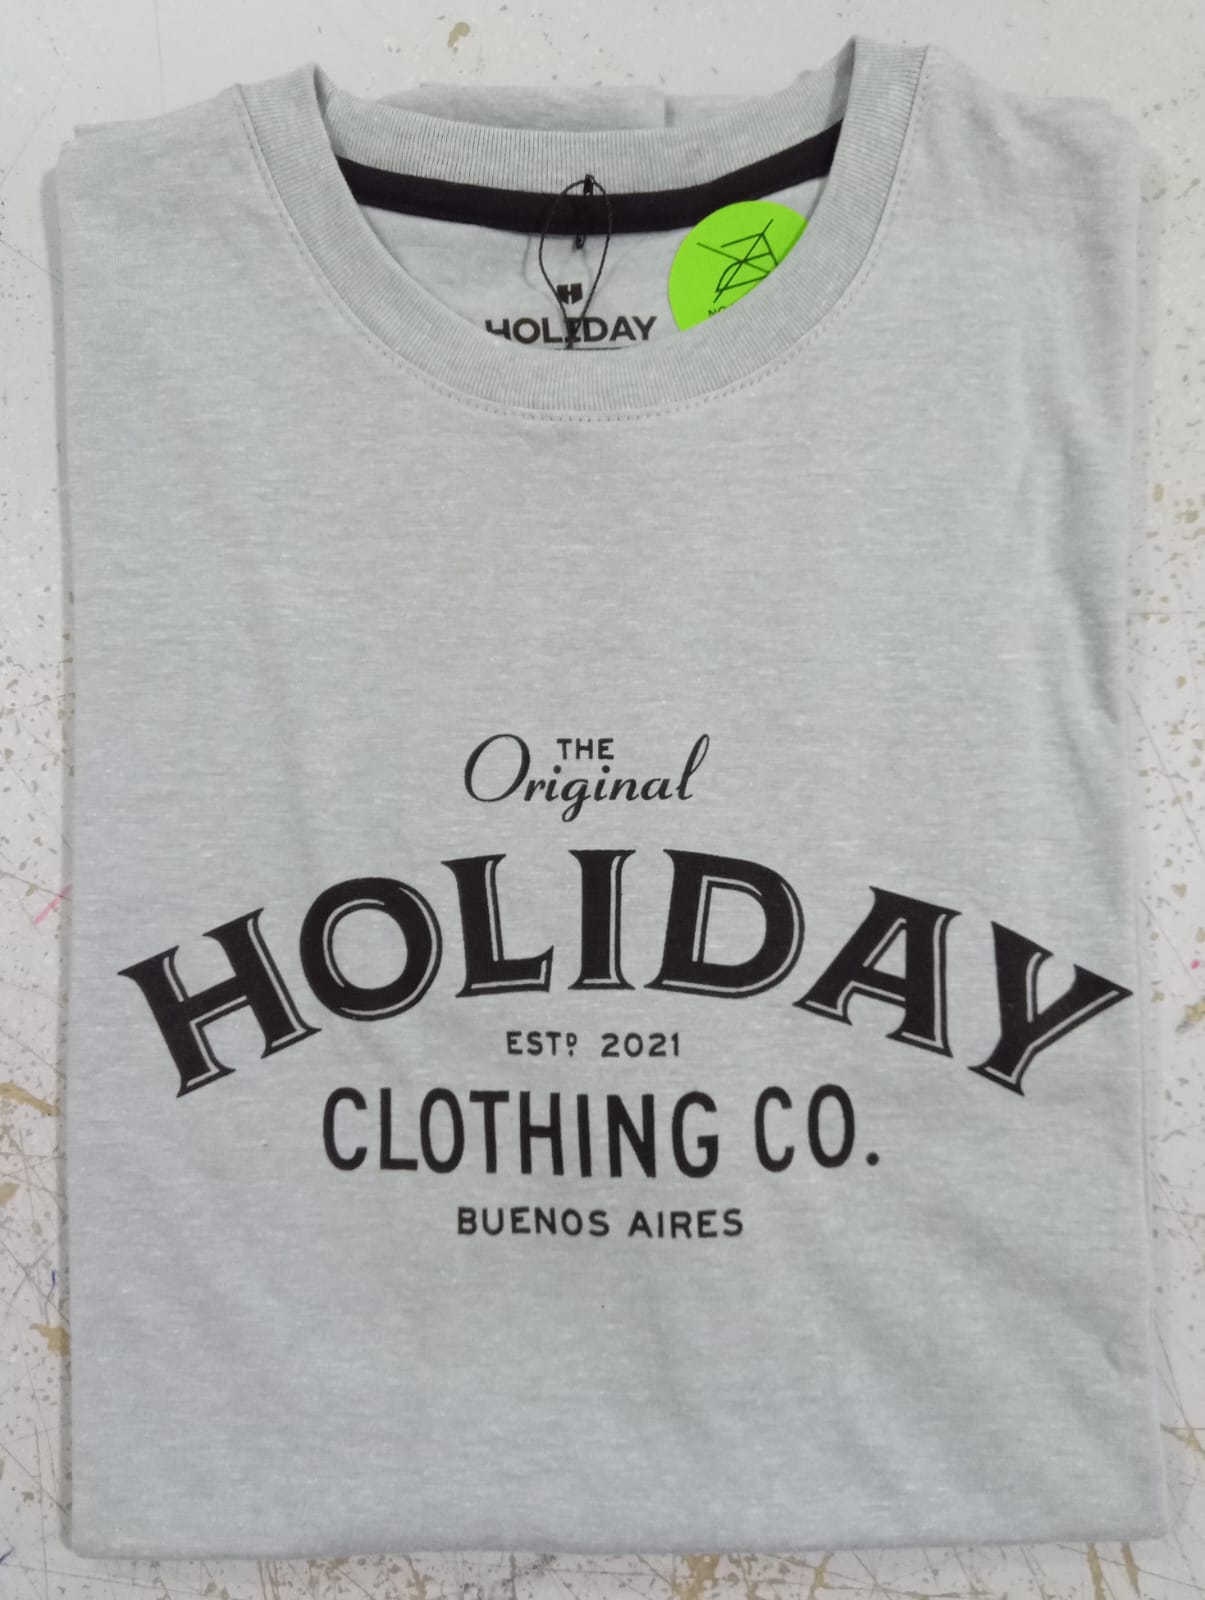 HOLIDAY
THE
Original
HOLIDAY
ESTD 2021
CLOTHING CO.
BUENOS AIRES